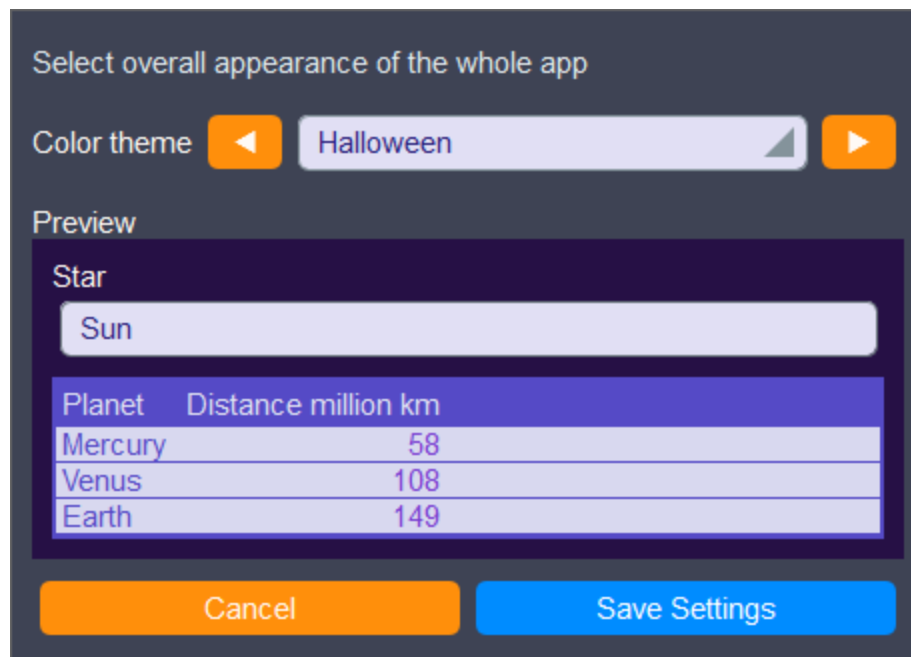 Select overall appearance of the whole app
Color theme Halloween
Preview
Star
Sun
Planet Distance million km
Mercury 58
Venus 108
Earth 149
Cancel Save Settings